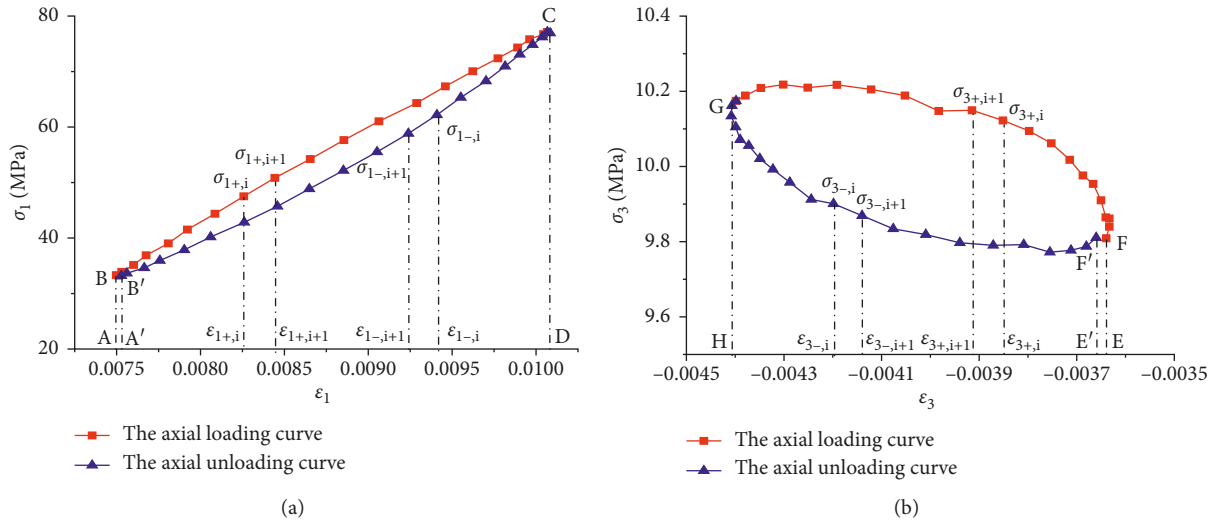 80
60
40
20
σ1 (MPa)
C
σ1+,i+1
σ1+,i
σ1−,i
σ1−,i+1
B
B′
A
A′
ε1+,i
ε1+,i+1
ε1−,i+1
ε1−,i
D
0.0075 0.0080 0.0085 0.0090 0.0095 0.0100
ε1
The axial loading curve
The axial unloading curve
(a)
10.4
10.2
10.0
9.8
9.6
σ3 (MPa)
G
σ3+,i+1
σ3+,i
σ3−,i
σ3−,i+1
F
F′
H
ε3−,i
ε3−,i+1
ε3+,i+1
ε3+,i
E′
E
−0.0045 −0.0043 −0.0041 −0.0039 −0.0037 −0.0035
ε3
The axial loading curve
The axial unloading curve
(b)